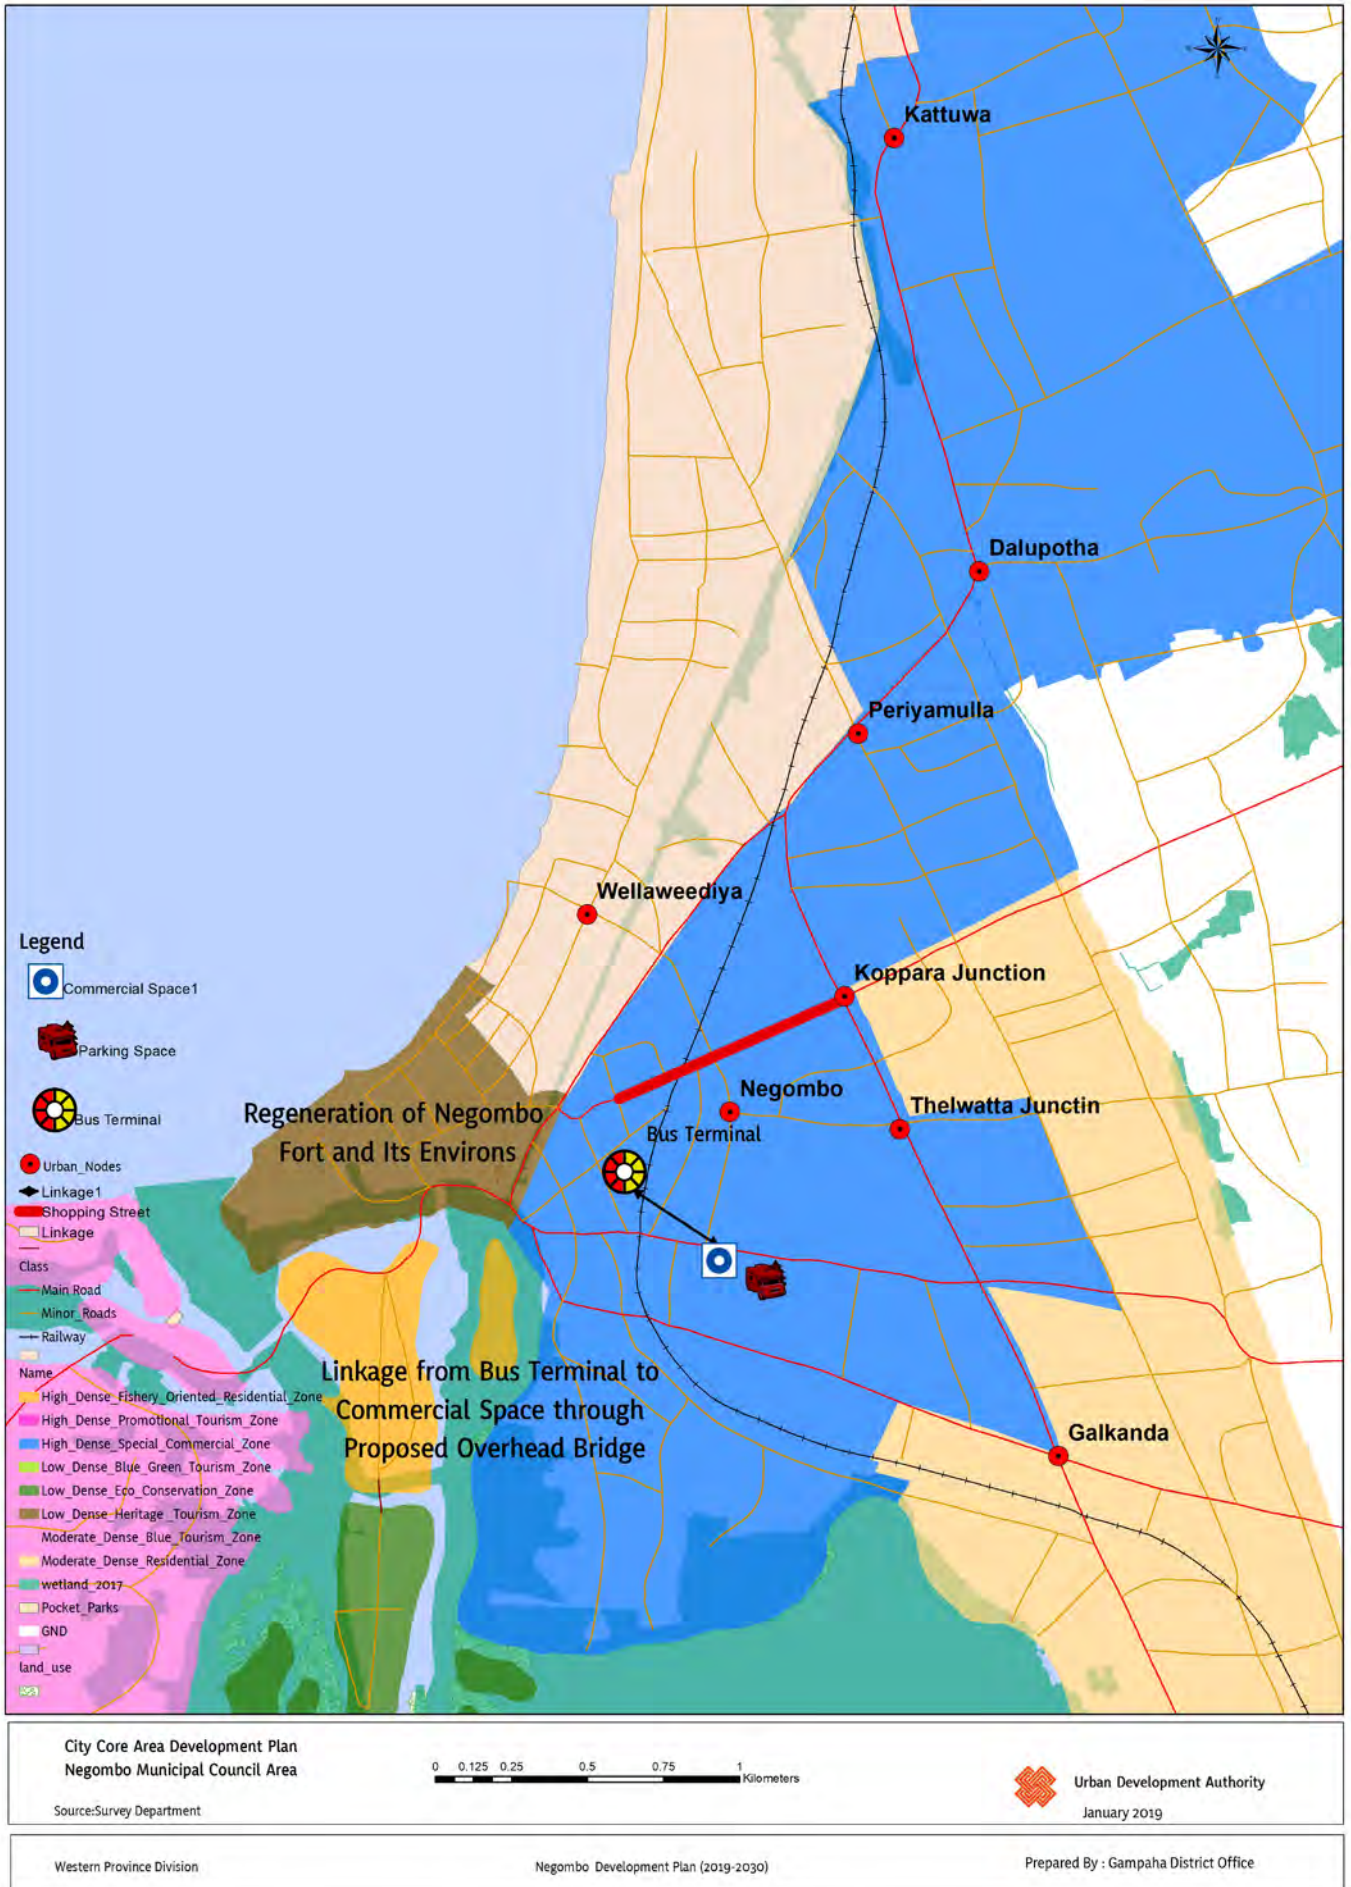 Kattuwa
Dalupotha
Periyamulla
Wellaweediya
Koppara Junction
Negombo
Thelwatta Junctin
Bus Terminal
Galkanda
Regeneration of Negombo
Fort and Its Environs
Linkage from Bus Terminal to
Commercial Space through
Proposed Overhead Bridge
Legend
Commercial Space1
Parking Space
Bus Terminal
Urban_Nodes
Linkage1
Shopping Street
Linkage
Class
Main Road
Minor_Roads
Railway
Name
High_Dense_Fishery_Oriented_Residential_Zone
High_Dense_Promotional_Tourism_Zone
High_Dense_Special_Commercial_Zone
Low_Dense_Blue_Green_Tourism_Zone
Low_Dense_Eco_Conservation_Zone
Low_Dense_Heritage_Tourism_Zone
Moderate_Dense_Blue_Tourism_Zone
Moderate_Dense_Residential_Zone
wetland_2017
Pocket_Parks
GND
land_use
City Core Area Development Plan
Negombo Municipal Council Area
Source:Survey Department
0 0.125 0.25 0.5 0.75 1
Kilometers
Urban Development Authority
January 2019
Western Province Division
Negombo Development Plan (2019-2030)
Prepared By : Gampaha District Office